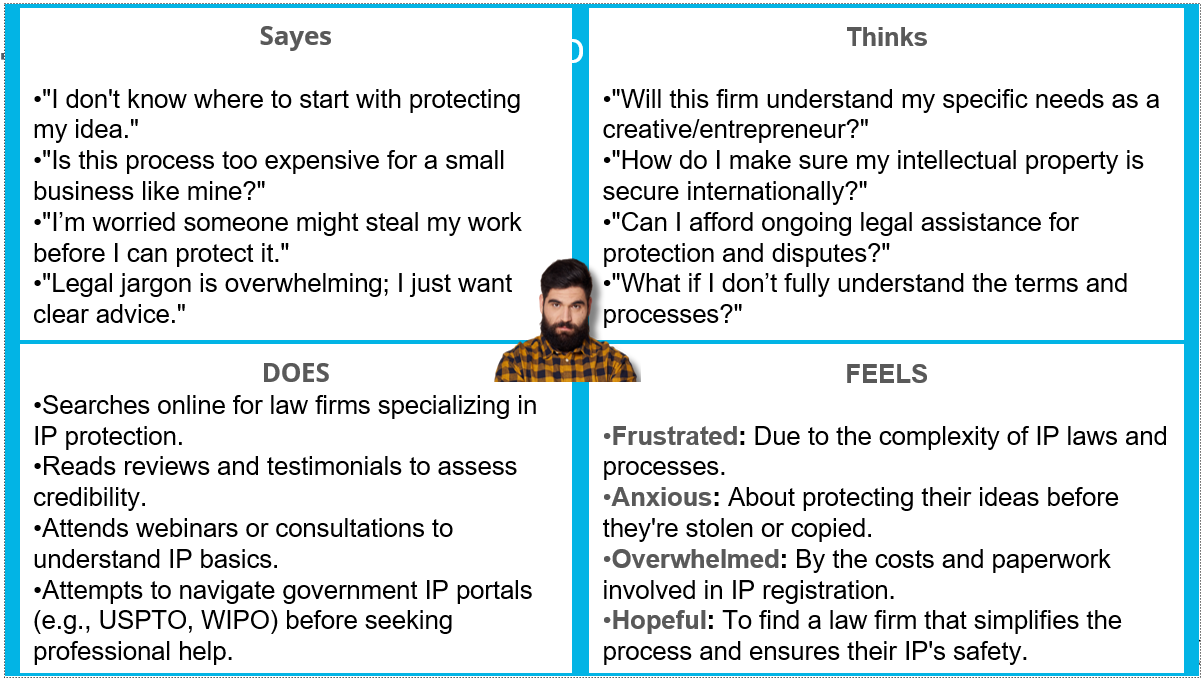 Sayes
•"I don't know where to start with protecting
my idea."
•"Is this process too expensive for a small
business like mine?"
•"I’m worried someone might steal my work
before I can protect it."
•"Legal jargon is overwhelming; I just want
clear advice."
Thinks
•"Will this firm understand my specific needs as a
creative/entrepreneur?"
•"How do I make sure my intellectual property is
secure internationally?"
•"Can I afford ongoing legal assistance for
protection and disputes?"
•"What if I don’t fully understand the terms and
processes?"
DOES
•Searches online for law firms specializing in
IP protection.
•Reads reviews and testimonials to assess
credibility.
•Attends webinars or consultations to
understand IP basics.
•Attempts to navigate government IP portals
(e.g., USPTO, WIPO) before seeking
professional help.
FEELS
•Frustrated: Due to the complexity of IP laws and
processes.
•Anxious: About protecting their ideas before
they're stolen or copied.
•Overwhelmed: By the costs and paperwork
involved in IP registration.
•Hopeful: To find a law firm that simplifies the
process and ensures their IP's safety.